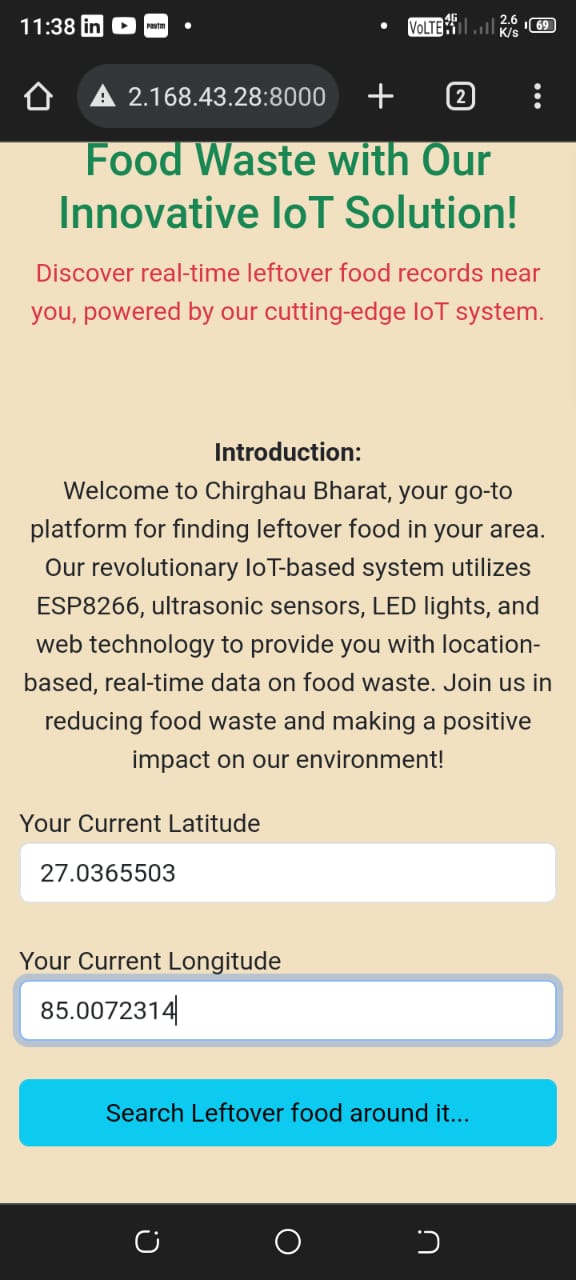 11:38 in Paytm VoLTE 4G 2.6 K/s 69
2.168.43.28:8000 2
Food Waste with Our
Innovative IoT Solution!
Discover real-time leftover food records near
you, powered by our cutting-edge IoT system.
Introduction:
Welcome to Chirghau Bharat, your go-to
platform for finding leftover food in your area.
Our revolutionary IoT-based system utilizes
ESP8266, ultrasonic sensors, LED lights, and
web technology to provide you with location-
based, real-time data on food waste. Join us in
reducing food waste and making a positive
impact on our environment!
Your Current Latitude
27.0365503
Your Current Longitude
85.0072314
Search Leftover food around it...